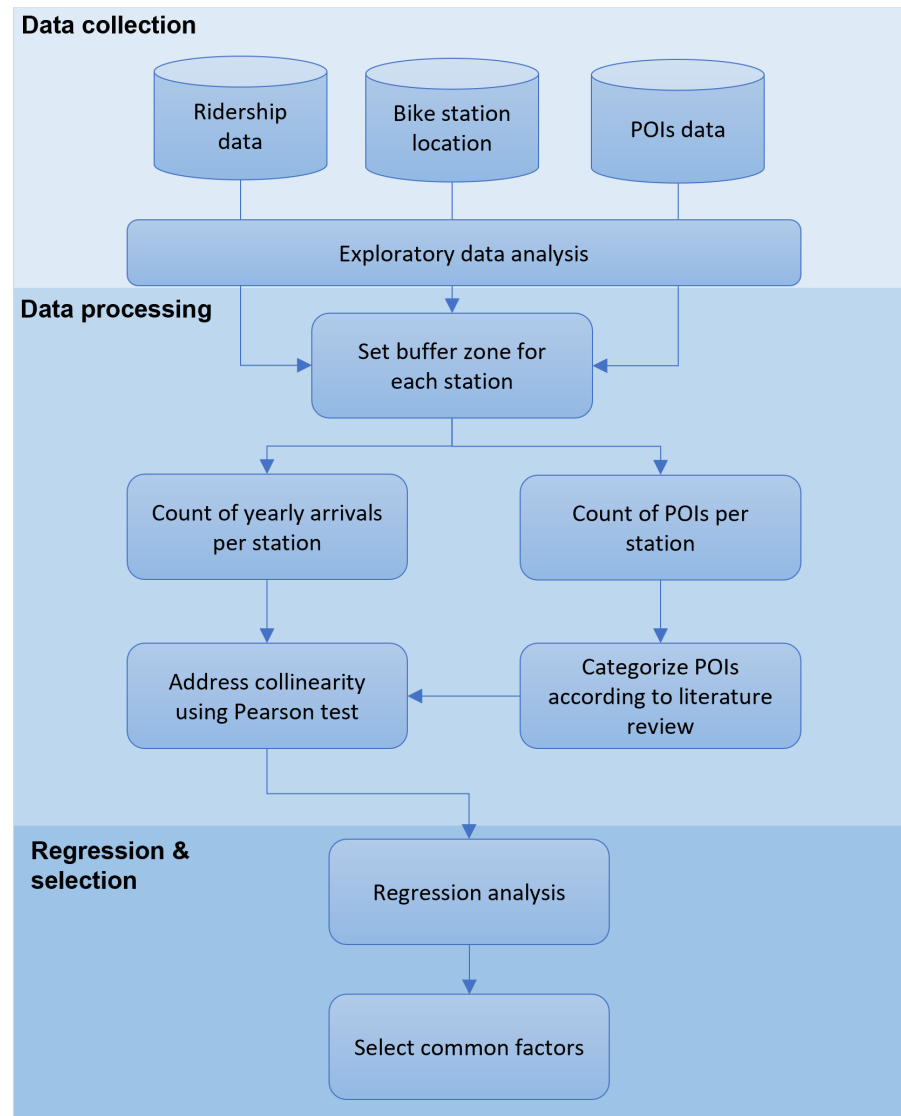 Data collection
Ridership
data
Bike station
location
POIs data
Exploratory data analysis
Data processing
Set buffer zone for
each station
Count of yearly arrivals
per station
Count of POIs per
station
Address collinearity
using Pearson test
Categorize POIs
according to literature
review
Regression &
selection
Regression analysis
Select common factors